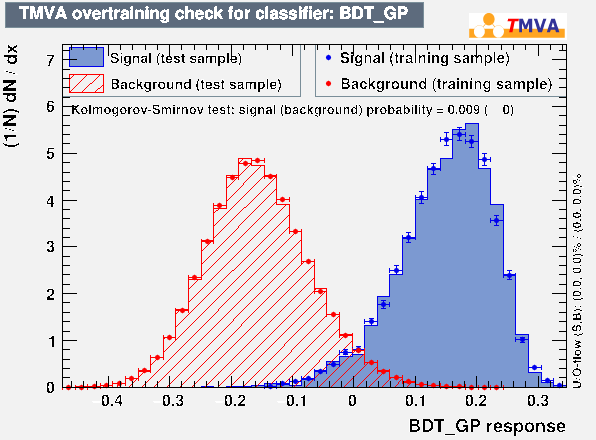 TMVA overtraining check for classifier: BDT_GP
TMVA
Signal (test sample)
Background (test sample)
Signal (training sample)
Background (training sample)
Kolmogorov-Smirnov test: signal (background) probability = 0.009 ( 0)
(1/N) dN / dx
7
6
5
4
3
2
1
0
−0.4 −0.3 −0.2 −0.1 0 0.1 0.2 0.3
BDT_GP response
U/O-flow (S,B): (0.0, 0.0)% / (0.0, 0.0)%